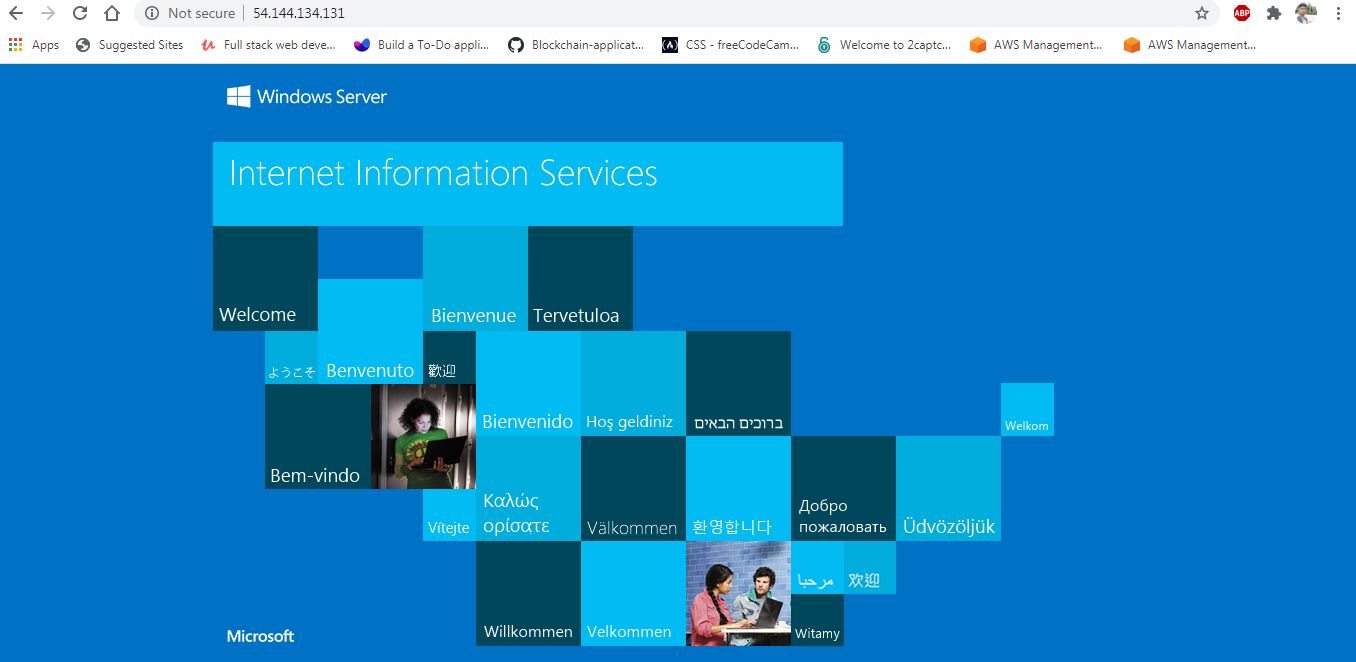 Not secure
54.144.134.131
ABP
Apps
Suggested Sites
Full stack web deve...
Build a To-Do appli...
Blockchain-applicat...
CSS - freeCodeCam...
Welcome to 2captc...
AWS Management...
AWS Management...
Windows Server
Internet Information Services
Welcome
Bienvenue
Tervetuloa
ようこそ
Benvenuto
歡迎
Bienvenido
Hoş geldiniz
ברוכים הבאים
Welkom
Bem-vindo
Vítejte
Καλώς
ορίσατε
Välkommen
환영합니다
Добро
пожаловать
Üdvözöljük
مرحبا
欢迎
Willkommen
Velkommen
Witamy
Microsoft